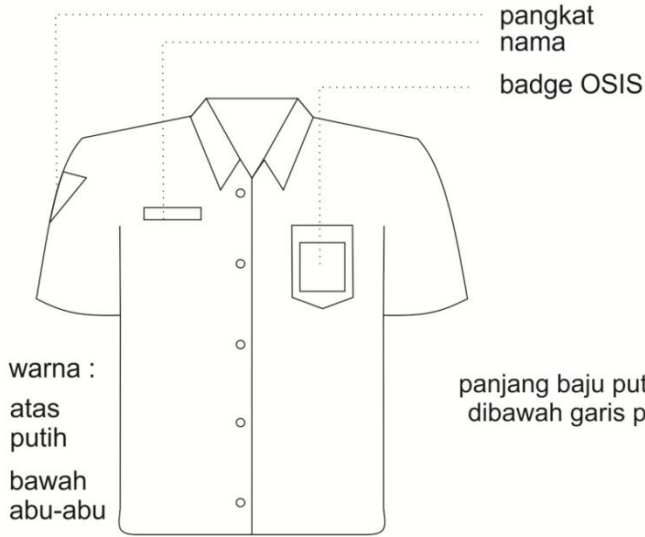 pangkat
nama
badge OSIS
warna :
atas
putih
bawah
abu-abu
panjang baju
dibawah garis